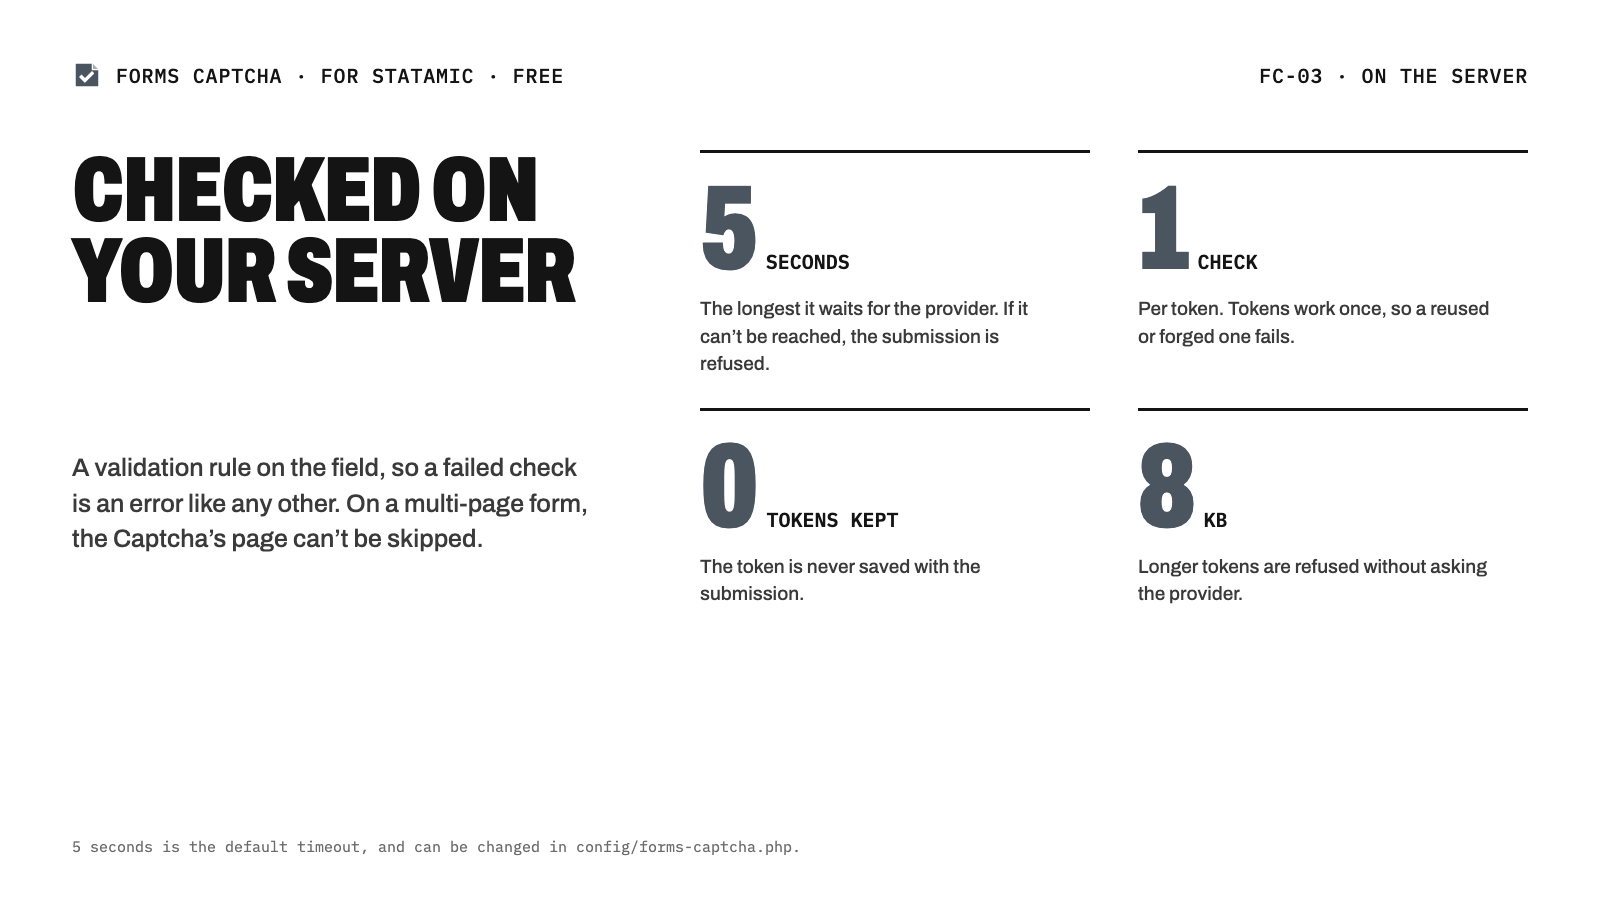 FORMS CAPTCHA · FOR STATAMIC · FREE
FC-03 · ON THE SERVER
CHECKED ON
YOUR SERVER
A validation rule on the field, so a failed check
is an error like any other. On a multi-page form,
the Captcha’s page can’t be skipped.
5 SECONDS
The longest it waits for the provider. If it
can’t be reached, the submission is
refused.
1 CHECK
Per token. Tokens work once, so a reused
or forged one fails.
0 TOKENS KEPT
The token is never saved with the
submission.
8 KB
Longer tokens are refused without asking
the provider.
5 seconds is the default timeout, and can be changed in config/forms-captcha.php.